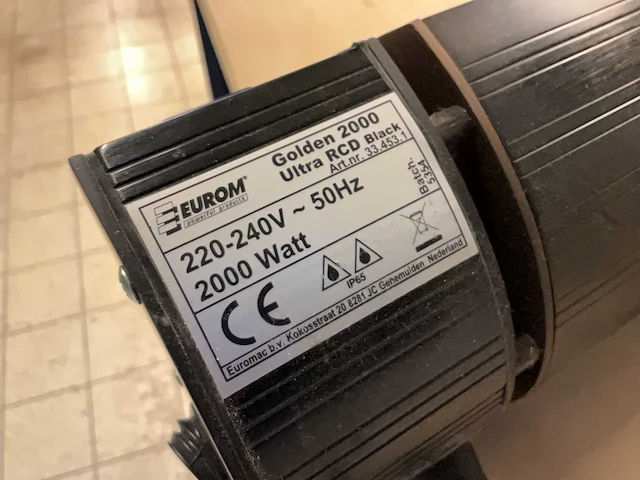 EUROM®
powerful products
Golden 2000
Ultra RCD Black
Art.nr. 33.453.1
220-240V ~ 50Hz
2000 Watt
Batch.
53154
CE
IP65
Euromac b.v. Kokosstraat 20 8281 JC Genemuiden Nederland